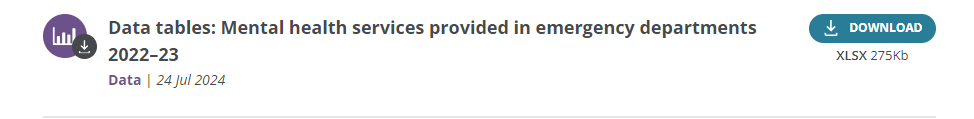 Data tables: Mental health services provided in emergency departments
2022–23
Data | 24 Jul 2024
DOWNLOAD
XLSX 275Kb